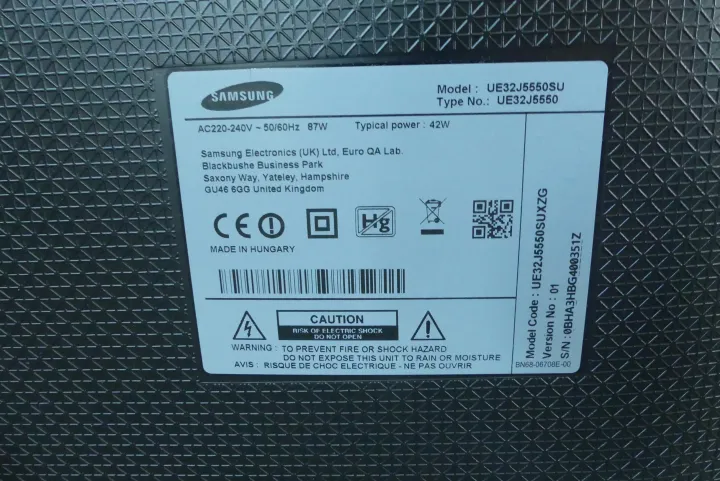 SAMSUNG
Model : UE32J5550SU
Type No.: UE32J5550
AC220-240V ~ 50/60Hz 87W Typical power : 42W
Samsung Electronics (UK) Ltd, Euro QA Lab.
Blackbushe Business Park
Saxony Way, Yateley, Hampshire
GU46 6GG United Kingdom
CE
Hg
MADE IN HUNGARY
CAUTION
RISK OF ELECTRIC SHOCK
DO NOT OPEN
WARNING : TO PREVENT FIRE OR SHOCK HAZARD
DO NOT EXPOSE THIS UNIT TO RAIN OR MOISTURE
AVIS : RISQUE DE CHOC ELECTRIQUE - NE PAS OUVRIR
Model Code : UE32J5550SUXZG
Version No : 01
S/N : 0BHA3HBG400351Z
BN68-06708E-00